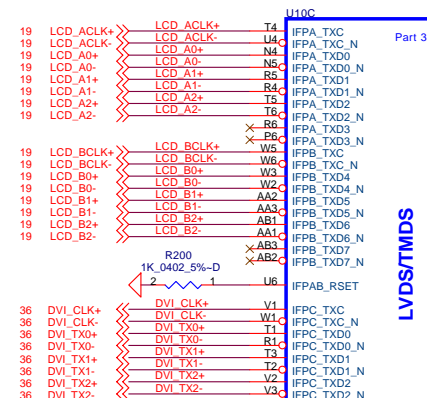 U10C
Part 3
19 LCD_ACLK+ LCD_ACLK+ T4 IFPA_TXC
19 LCD_ACLK- LCD_ACLK- U4 IFPA_TXC_N
19 LCD_A0+ LCD_A0+ N4 IFPA_TXD0
19 LCD_A0- LCD_A0- N5 IFPA_TXD0_N
19 LCD_A1+ LCD_A1+ R5 IFPA_TXD1
19 LCD_A1- LCD_A1- R4 IFPA_TXD1_N
19 LCD_A2+ LCD_A2+ T5 IFPA_TXD2
19 LCD_A2- LCD_A2- T6 IFPA_TXD2_N
R6 IFPA_TXD3
P6 IFPA_TXD3_N
19 LCD_BCLK+ LCD_BCLK+ W5 IFPB_TXC
19 LCD_BCLK- LCD_BCLK- W6 IFPB_TXC_N
19 LCD_B0+ LCD_B0+ W3 IFPB_TXD4
19 LCD_B0- LCD_B0- W2 IFPB_TXD4_N
19 LCD_B1+ LCD_B1+ AA2 IFPB_TXD5
19 LCD_B1- LCD_B1- AA3 IFPB_TXD5_N
19 LCD_B2+ LCD_B2+ AB1 IFPB_TXD6
19 LCD_B2- LCD_B2- AA1 IFPB_TXD6_N
AB3 IFPB_TXD7
AB2 IFPB_TXD7_N
LVDS/TMDS
R200
1K_0402_5%~D
2 1 U6 IFPAB_RSET
36 DVI_CLK+ DVI_CLK+ V1 IFPC_TXC
36 DVI_CLK- DVI_CLK- W1 IFPC_TXC_N
36 DVI_TX0+ DVI_TX0+ T1 IFPC_TXD0
36 DVI_TX0- DVI_TX0- R1 IFPC_TXD0_N
36 DVI_TX1+ DVI_TX1+ T3 IFPC_TXD1
36 DVI_TX1- DVI_TX1- T2 IFPC_TXD1_N
36 DVI_TX2+ DVI_TX2+ V2 IFPC_TXD2
36 DVI_TX2- DVI_TX2- V3 IFPC_TXD2_N